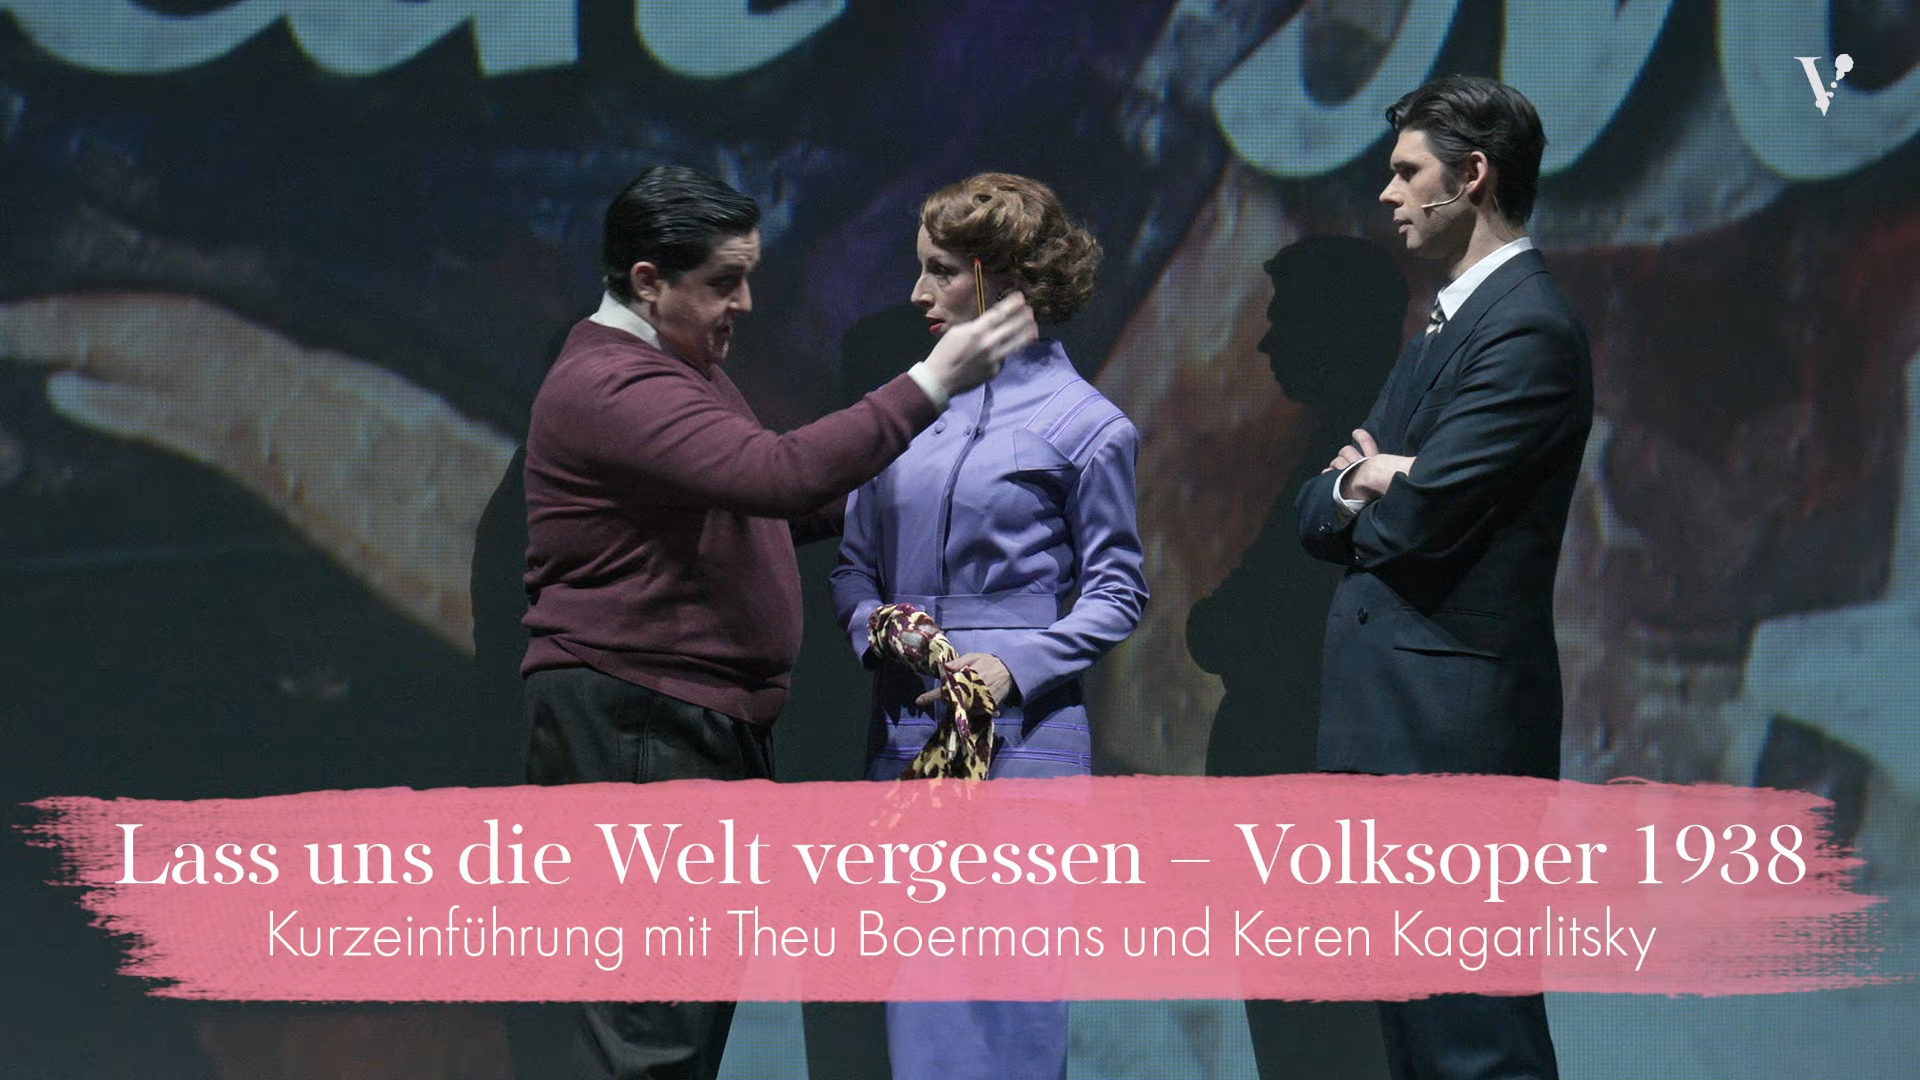 Lass uns die Welt vergessen – Volksoper 1938
Kurzeinführung mit Theu Boermans und Keren Kagarlitsky